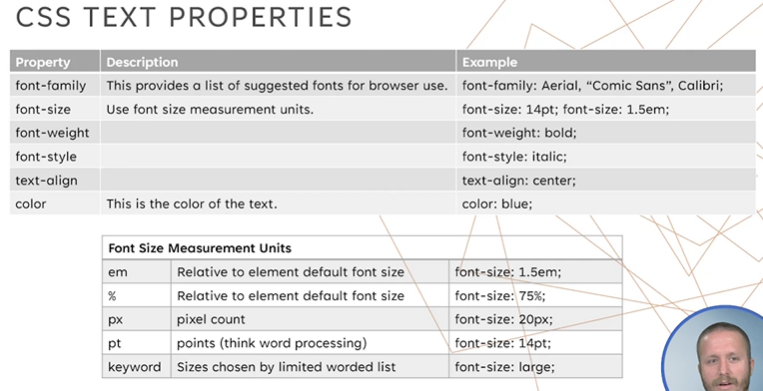 CSS TEXT PROPERTIES
Property Description Example
font-family This provides a list of suggested fonts for browser use. font-family: Aerial, “Comic Sans”, Calibri;
font-size Use font size measurement units. font-size: 14pt; font-size: 1.5em;
font-weight font-weight: bold;
font-style font-style: italic;
text-align text-align: center;
color This is the color of the text. color: blue;
Font Size Measurement Units
em Relative to element default font size font-size: 1.5em;
% Relative to element default font size font-size: 75%;
px pixel count font-size: 20px;
pt points (think word processing) font-size: 14pt;
keyword Sizes chosen by limited worded list font-size: large;